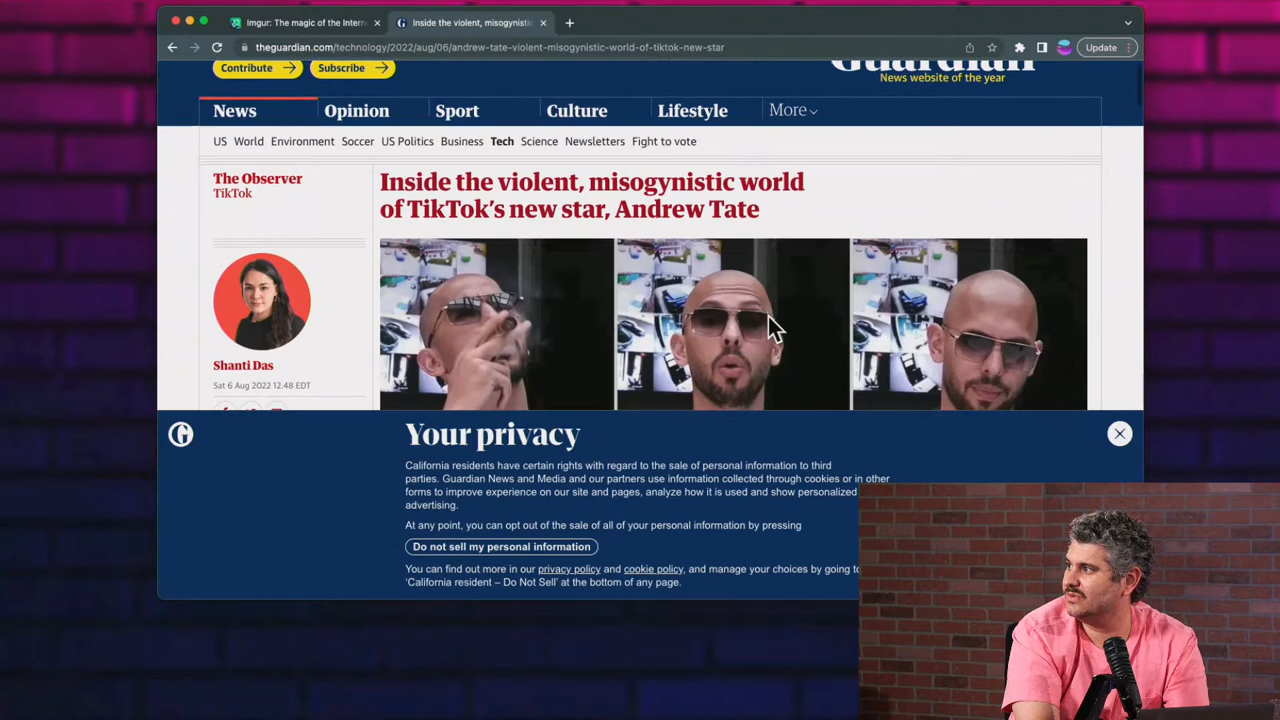 Imgur: The magic of the Intern
Inside the violent, misogynistic
theguardian.com/technology/2022/aug/06/andrew-tate-violent-misogynistic-world-of-tiktok-new-star
Update
Contribute
Subscribe
Guardian
News website of the year
News
Opinion
Sport
Culture
Lifestyle
More
US World Environment Soccer US Politics Business Tech Science Newsletters Fight to vote
The Observer
TikTok
Inside the violent, misogynistic world
of TikTok's new star, Andrew Tate
Shanti Das
Sat 6 Aug 2022 12.48 EDT
Your privacy
California residents have certain rights with regard to the sale of personal information to third
parties. Guardian News and Media and our partners use information collected through cookies or in other
forms to improve experience on our site and pages, analyze how it is used and show personalized
advertising.
At any point, you can opt out of the sale of all of your personal information by pressing
Do not sell my personal information
You can find out more in our privacy policy and cookie policy, and manage your choices by going to
'California resident – Do Not Sell' at the bottom of any page.